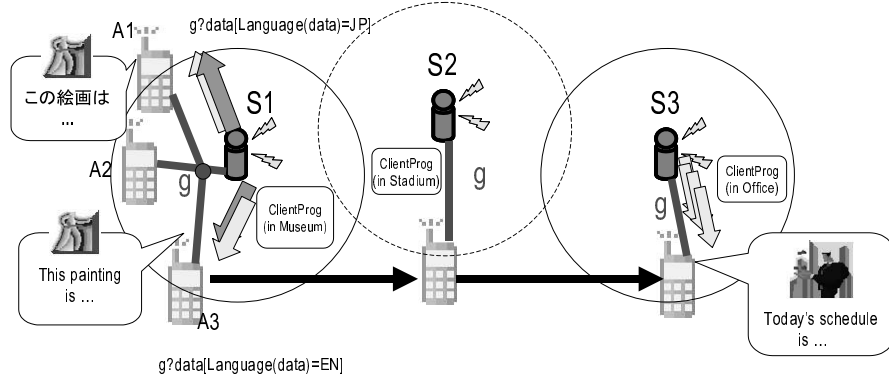 A1
g?data[Language(data)=JP]
この絵画は
...
S1
A2
g
ClientProg
(in Museum)
This painting
is ...
A3
g?data[Language(data)=EN]
S2
ClientProg
(in Stadium)
g
S3
ClientProg
(in Office)
g
Today's schedule
is ...